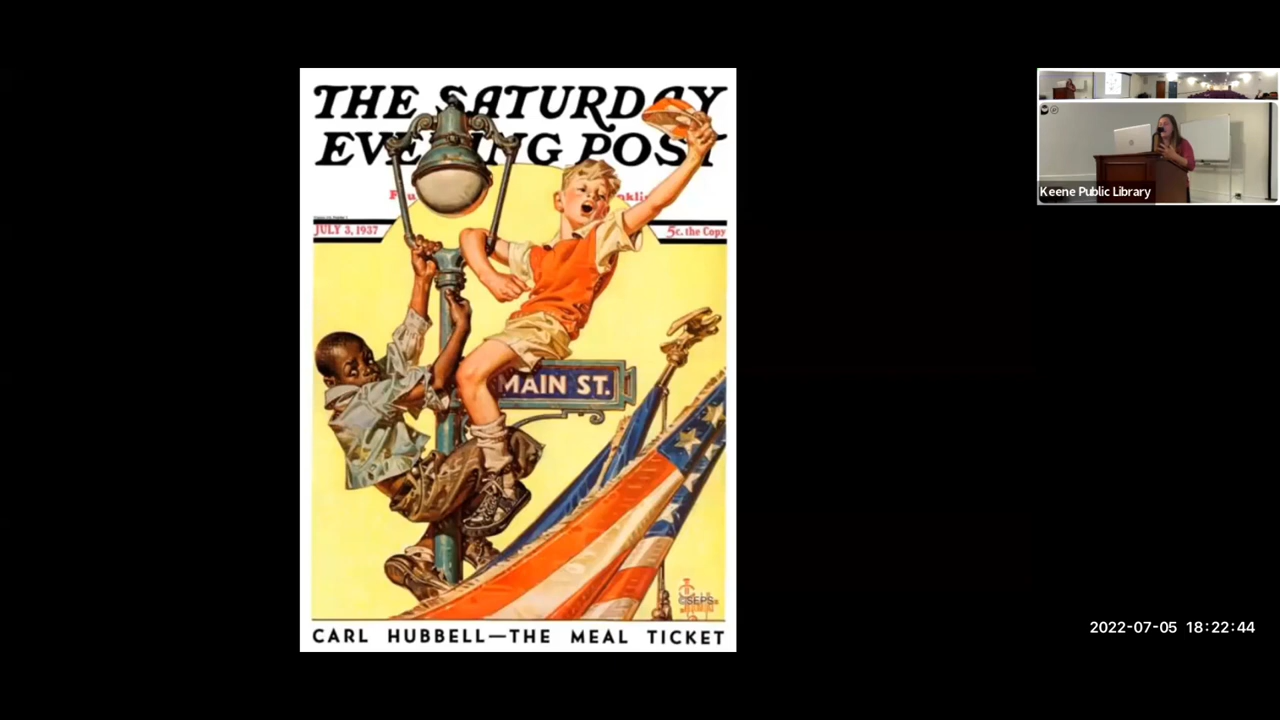 THE SATURDAY
EVENING POST
JULY 3, 1937
5c. the Copy
MAIN ST.
©SEPS
CARL HUBBELL—THE MEAL TICKET
Keene Public Library
2022-07-05 18:22:44